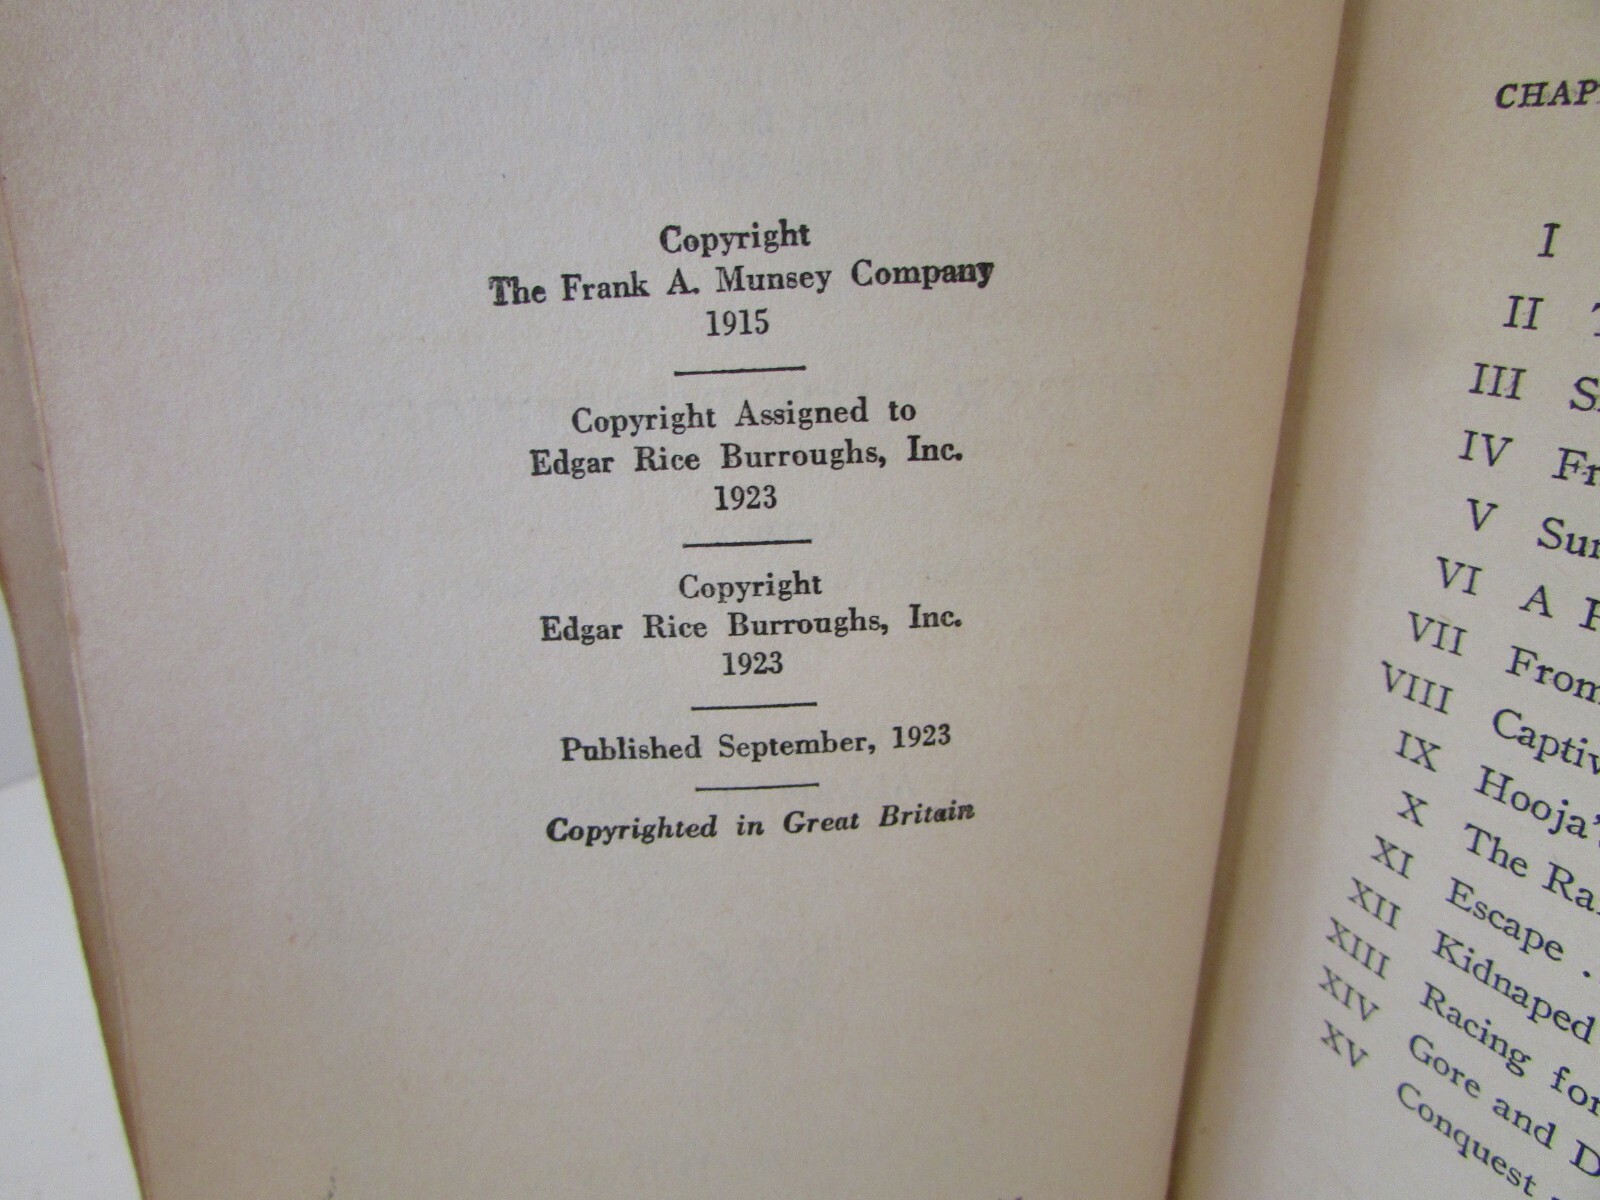 Copyright
The Frank A. Munsey Company
1915
Copyright Assigned to
Edgar Rice Burroughs, Inc.
1923
Copyright
Edgar Rice Burroughs, Inc.
1923
Published September, 1923
Copyrighted in Great Britain
I
II
III
IV
V
VI A
VII From
VIII
IX Hooja's
X The
XI Escape .
XII Kidnaped
XIII Racing for
XIV Gore and
XV Conquest